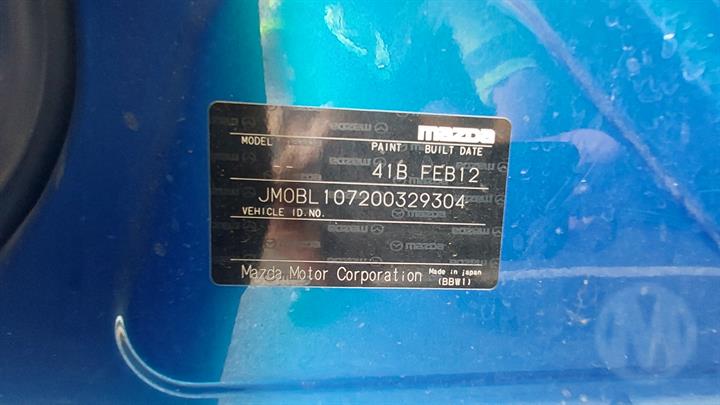 mazda
MODEL PAINT BUILT DATE
-- 41B FEB12
JM0BL107200329304
VEHICLE ID.NO.
Mazda Motor Corporation Made in japan
(BBW1)
M